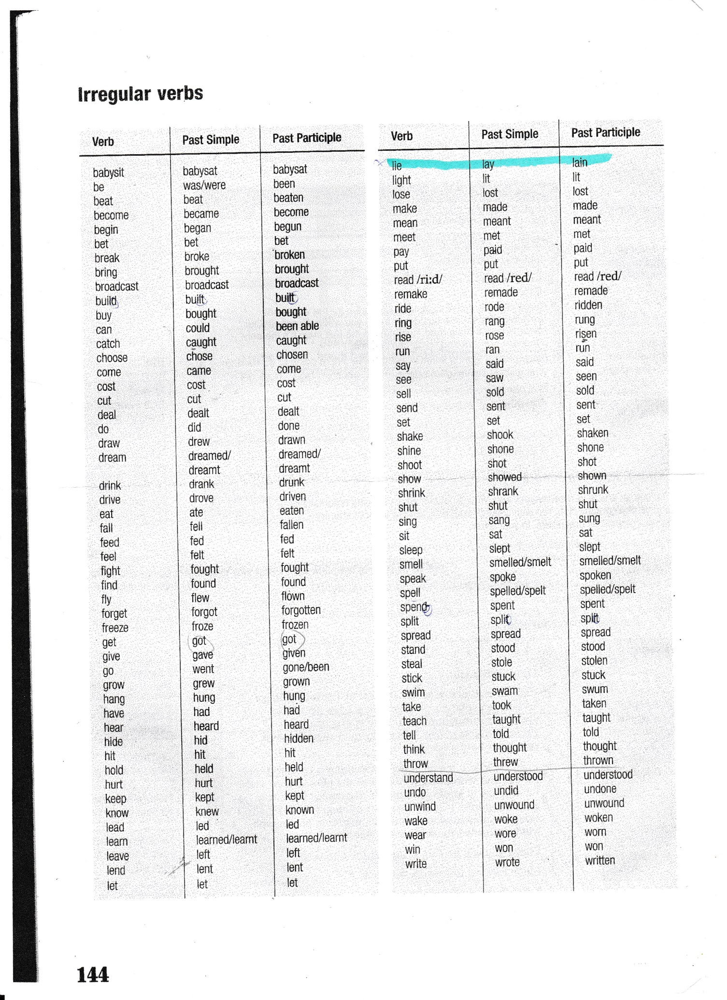 Irregular verbs
Verb Past Simple Past Participle
babysit babysat babysat
be was/were been
beat beat beaten
become became become
begin began begun
bet bet bet
break broke broken
bring brought brought
broadcast broadcast broadcast
build built built
buy bought bought
can could been able
catch caught caught
choose chose chosen
come came come
cost cost cost
cut cut cut
deal dealt dealt
do did done
draw drew drawn
dream dreamed/ dreamed/
dreamt dreamt
drink drank drunk
drive drove driven
eat ate eaten
fall fell fallen
feed fed fed
feel felt felt
fight fought fought
find found found
fly flew flown
forget forgot forgotten
freeze froze frozen
get got got
give gave given
go went gone/been
grow grew grown
hang hung hung
have had had
hear heard heard
hide hid hidden
hit hit hit
hold held held
hurt hurt hurt
keep kept kept
know knew known
lead led led
learn learned/learnt learned/learnt
leave left left
lend lent lent
let let let
Verb Past Simple Past Participle
lie lay lain
light lit lit
lose lost lost
make made made
mean meant meant
meet met met
pay paid paid
put put put
read /ri:d/ read /red/ read /red/
remake remade remade
ride rode ridden
ring rang rung
rise rose risen
run ran run
say said said
see saw seen
sell sold sold
send sent sent
set set set
shake shook shaken
shine shone shone
shoot shot shot
show showed shown
shrink shrank shrunk
shut shut shut
sing sang sung
sit sat sat
sleep slept slept
smell smelled/smelt smelled/smelt
speak spoke spoken
spell spelled/spelt spelled/spelt
spend spent spent
split split split
spread spread spread
stand stood stood
steal stole stolen
stick stuck stuck
swim swam swum
take took taken
teach taught taught
tell told told
think thought thought
throw threw thrown
understand understood understood
undo undid undone
unwind unwound unwound
wake woke woken
wear wore worn
win won won
write wrote written
144